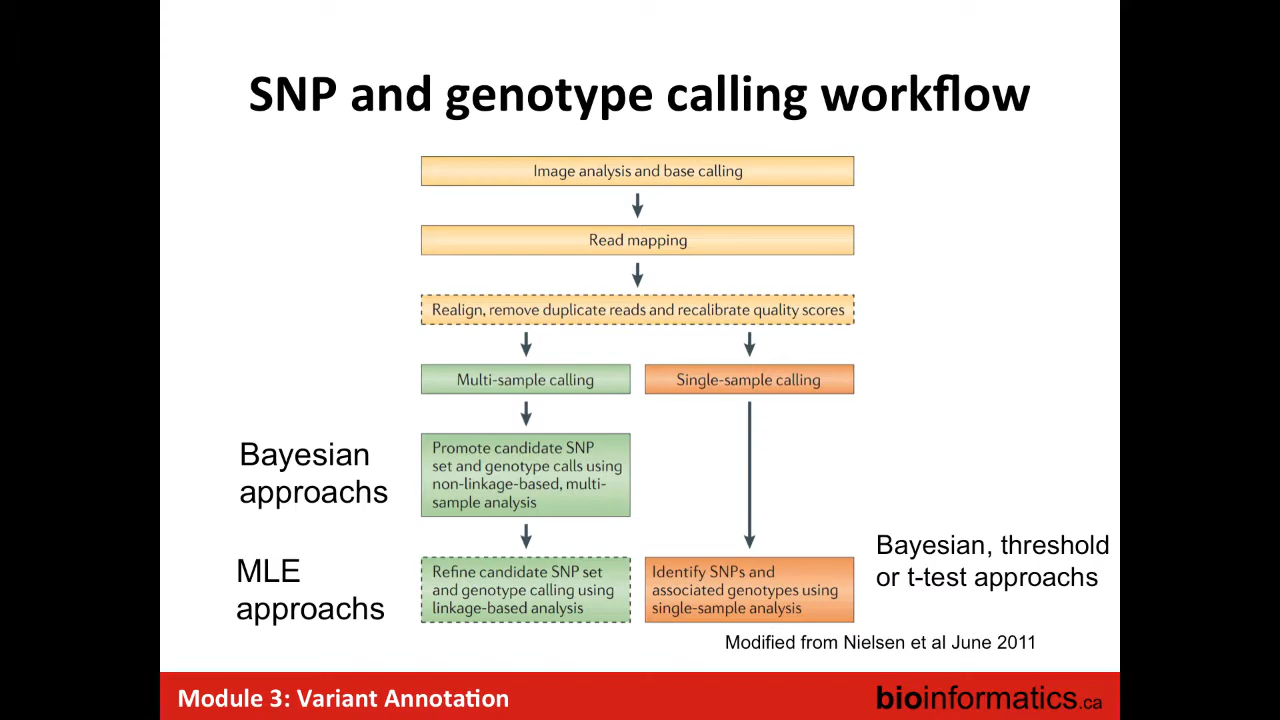 SNP and genotype calling workflow
Image analysis and base calling
Read mapping
Realign, remove duplicate reads and recalibrate quality scores
Multi-sample calling
Single-sample calling
Bayesian
approachs
Promote candidate SNP
set and genotype calls using
non-linkage-based, multi-
sample analysis
MLE
approachs
Refine candidate SNP set
and genotype calling using
linkage-based analysis
Identify SNPs and
associated genotypes using
single-sample analysis
Bayesian, threshold
or t-test approachs
Modified from Nielsen et al June 2011
Module 3: Variant Annotation
bioinformatics.ca